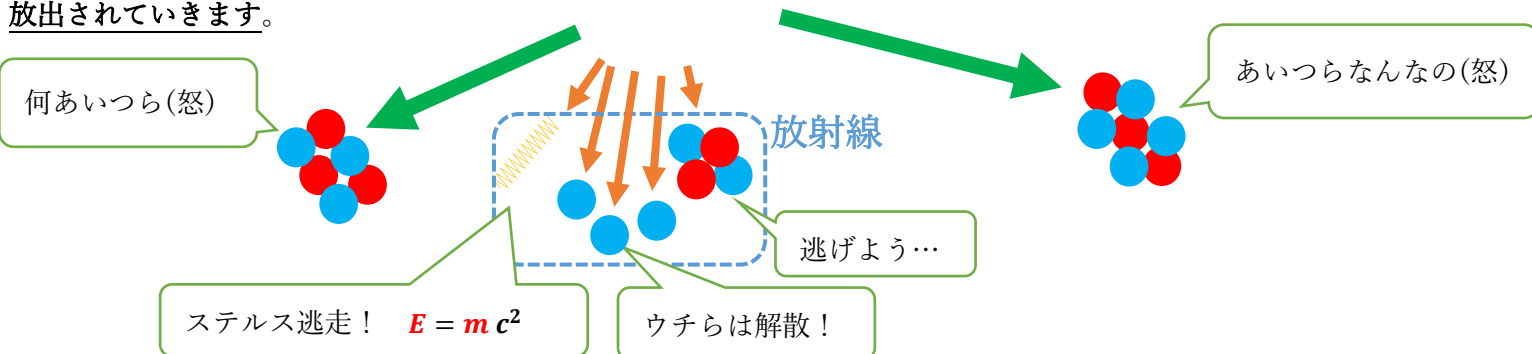 放出されていきます。
何あいつら(怒)
あいつらなんなの(怒)
放射線
逃げよう…
ステルス逃走！ E = m c²
ウチらは解散！